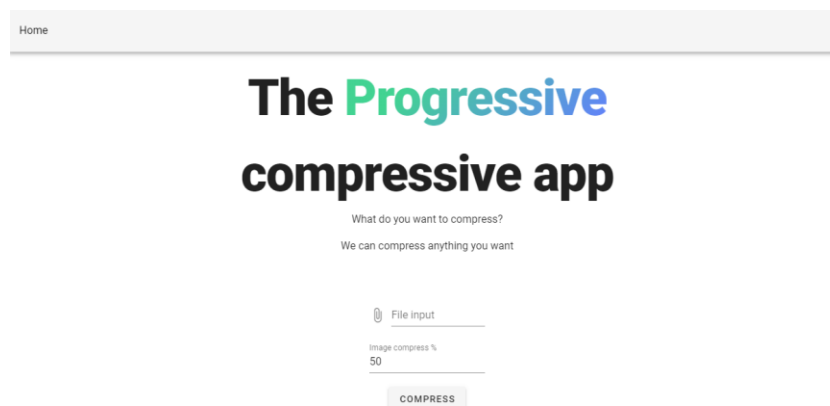 Home
The Progressive
compressive app
What do you want to compress?
We can compress anything you want
File input
Image compress %
50
COMPRESS